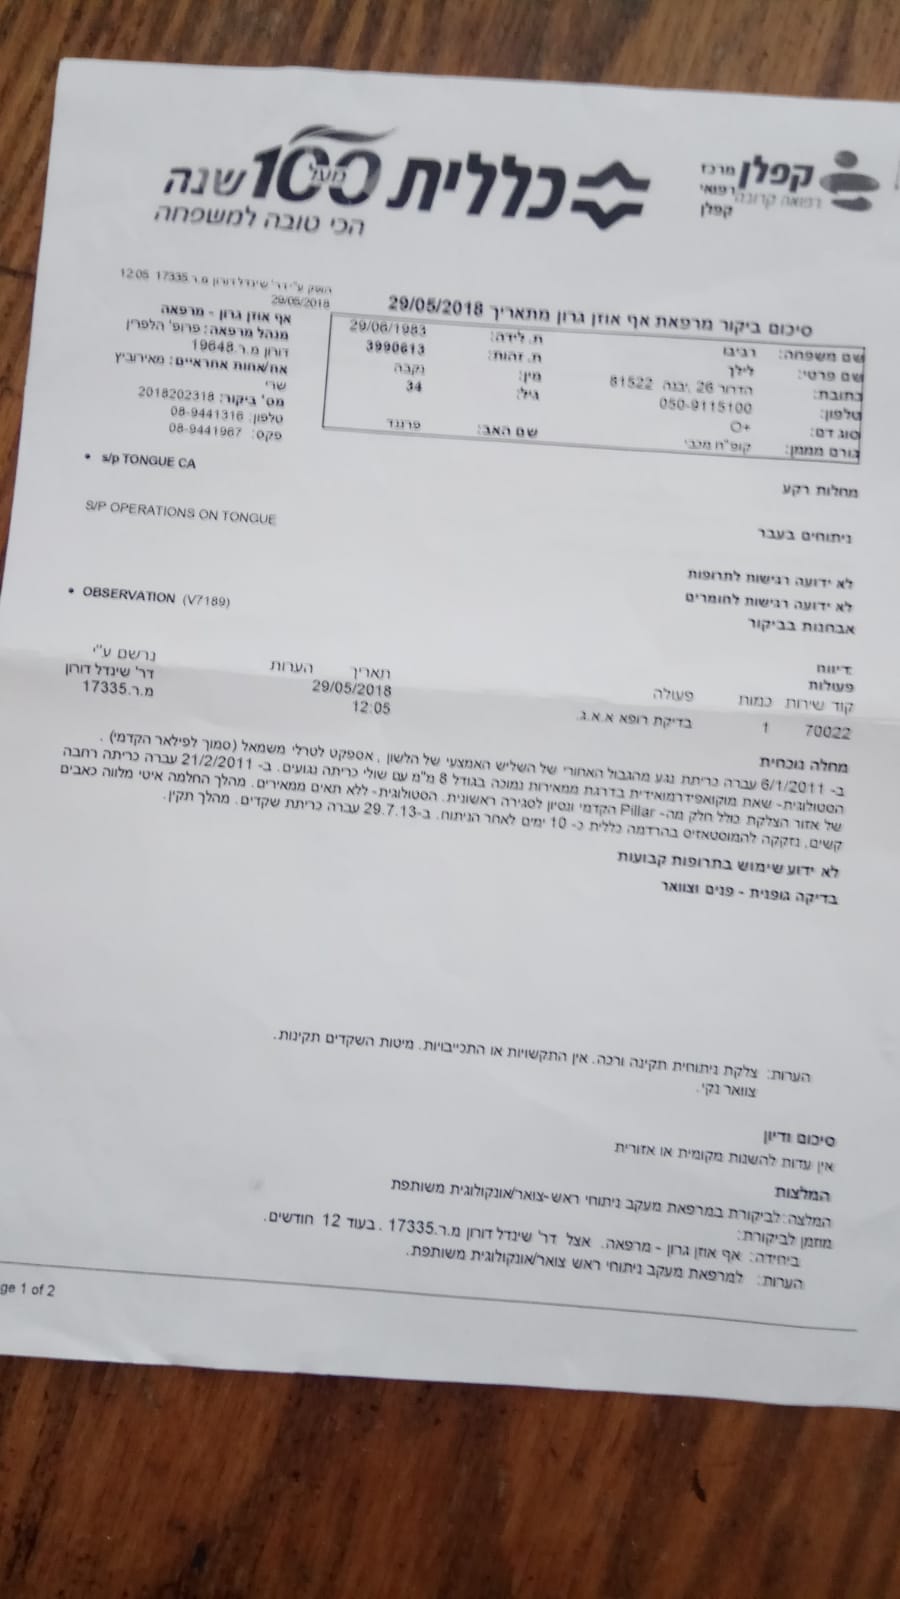 קפלן מרכז רפואי קפלן
רפואה קרובה
כללית מעל 100 שנה
הכי טובה למשפחה
הופק ע"י דר' שינדל דורון מ.ר.17335 12:05
29/05/2018
סיכום ביקור מרפאת אף אוזן גרון מתאריך 29/05/2018
שם משפחה: רביבו ת. לידה: 29/06/1983
שם פרטי: לילך ת. זהות: 3990613
כתובת: הדרור 26 ,יבנה 81522 מין: נקבה
טלפון: 050-9115100 גיל: 34
סוג דם: O+
גורם מממן: קופ"ח מכבי שם האב: פרננד
אף אוזן גרון - מרפאה
מנהל מרפאה: פרופ' הלפרין
דורון מ.ר.19648
אח/אחות אחראיים: מאירוביץ
שרי
מס' ביקור: 2018202318
טלפון: 08-9441316
פקס: 08-9441967
מחלות רקע
• s/p TONGUE CA
ניתוחים בעבר
S/P OPERATIONS ON TONGUE
לא ידועה רגישות לתרופות
לא ידועה רגישות לחומרים
אבחנות בביקור
• OBSERVATION (V7189)
דיווח
פעולות
קוד שירות כמות פעולה תאריך הערות נרשם ע"י
70022 1 בדיקת רופא א.א.ג. 29/05/2018 12:05 דר' שינדל דורון מ.ר.17335
מחלה נוכחית
ב- 6/1/2011 עברה כריתת נגע מהגבול האחורי של השליש האמצעי של הלשון , אספקט לטרלי משמאל (סמוך לפילאר הקדמי) .
הסטולוגית- שאת מוקואפידרמואידית בדרגת ממאירות נמוכה בגודל 8 מ"מ עם שולי כריתה נגועים. ב- 21/2/2011 עברה כריתה רחבה
של אזור הצלקת כולל חלק מה- Pillar הקדמי ונסיון לסגירה ראשונית. הסטולוגית- ללא תאים ממאירים. מהלך החלמה איטי מלווה כאבים
קשים, נזקקה להמוסטאזיס בהרדמה כללית כ- 10 ימים לאחר הניתוח. ב-29.7.13 עברה כריתת שקדים. מהלך תקין.
לא ידוע שימוש בתרופות קבועות
בדיקה גופנית - פנים וצוואר
הערות: צלקת ניתוחית תקינה ורכה. אין התקשויות או התכייבויות. מיטות השקדים תקינות.
צוואר נקי.
סיכום ודיון
אין עדות להשנות מקומית או אזורית
המלצות
המלצה: לביקורת במרפאת מעקב ניתוחי ראש-צואר/אונקולוגית משותפת
מוזמן לביקורת:
ביחידה: אף אוזן גרון - מרפאה. אצל דר' שינדל דורון מ.ר.17335 . בעוד 12 חודשים.
הערות: למרפאת מעקב ניתוחי ראש צואר/אונקולוגית משותפת.
ge 1 of 2